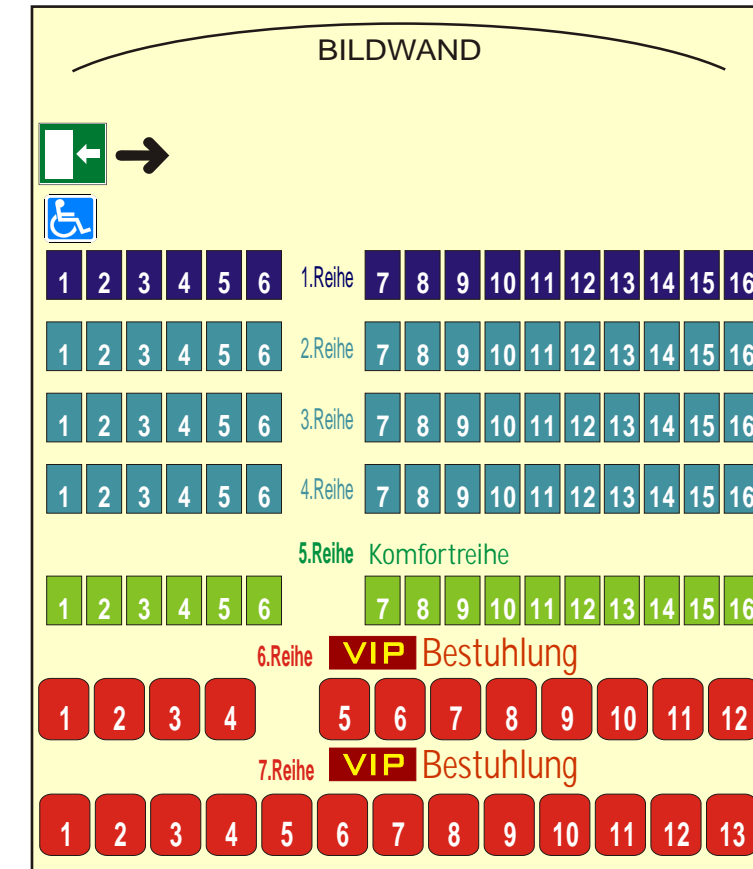 BILDWAND
1 2 3 4 5 6 1.Reihe 7 8 9 10 11 12 13 14 15 16
1 2 3 4 5 6 2.Reihe 7 8 9 10 11 12 13 14 15 16
1 2 3 4 5 6 3.Reihe 7 8 9 10 11 12 13 14 15 16
1 2 3 4 5 6 4.Reihe 7 8 9 10 11 12 13 14 15 16
5.Reihe Komfortreihe
1 2 3 4 5 6 7 8 9 10 11 12 13 14 15 16
6.Reihe VIP Bestuhlung
1 2 3 4 5 6 7 8 9 10 11 12
7.Reihe VIP Bestuhlung
1 2 3 4 5 6 7 8 9 10 11 12 13